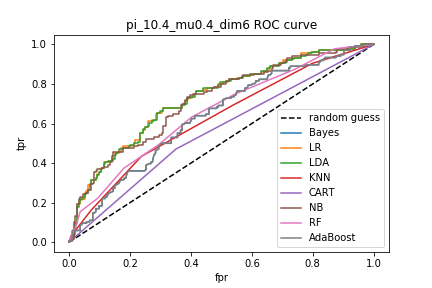 pi_10.4_mu0.4_dim6 ROC curve
tpr
1.0
0.8
0.6
0.4
0.2
0.0
random guess
Bayes
LR
LDA
KNN
CART
NB
RF
AdaBoost
0.0 0.2 0.4 0.6 0.8 1.0
fpr